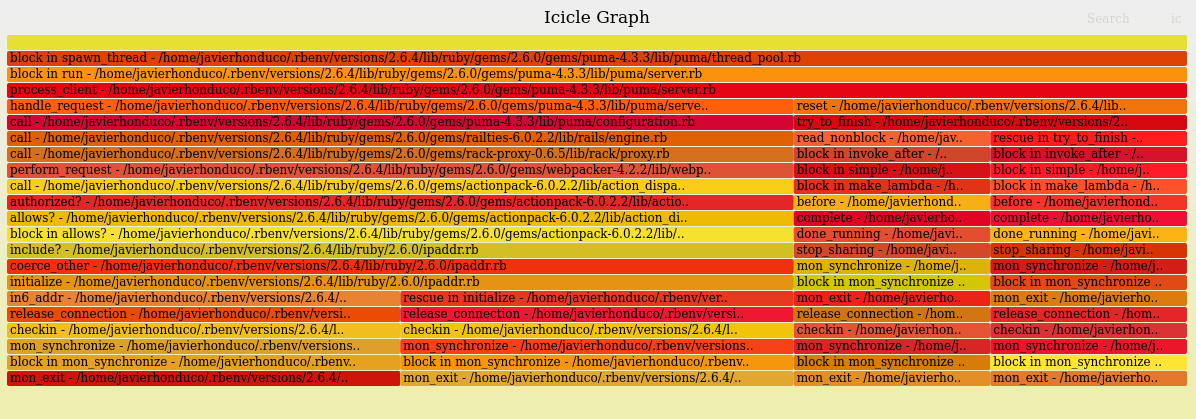 Icicle Graph
Search ic
block in spawn_thread - /home/javierhonduco/.rbenv/versions/2.6.4/lib/ruby/gems/2.6.0/gems/puma-4.3.3/lib/puma/thread_pool.rb
block in run - /home/javierhonduco/.rbenv/versions/2.6.4/lib/ruby/gems/2.6.0/gems/puma-4.3.3/lib/puma/server.rb
process_client - /home/javierhonduco/.rbenv/versions/2.6.4/lib/ruby/gems/2.6.0/gems/puma-4.3.3/lib/puma/server.rb
handle_request - /home/javierhonduco/.rbenv/versions/2.6.4/lib/ruby/gems/2.6.0/gems/puma-4.3.3/lib/puma/serve.. reset - /home/javierhonduco/.rbenv/versions/2.6.4/lib..
call - /home/javierhonduco/.rbenv/versions/2.6.4/lib/ruby/gems/2.6.0/gems/puma-4.3.3/lib/puma/configuration.rb try_to_finish - /home/javierhonduco/.rbenv/versions/2..
call - /home/javierhonduco/.rbenv/versions/2.6.4/lib/ruby/gems/2.6.0/gems/railties-6.0.2.2/lib/rails/engine.rb read_nonblock - /home/jav.. rescue in try_to_finish -..
call - /home/javierhonduco/.rbenv/versions/2.6.4/lib/ruby/gems/2.6.0/gems/rack-proxy-0.6.5/lib/rack/proxy.rb block in invoke_after - /.. block in invoke_after - /..
perform_request - /home/javierhonduco/.rbenv/versions/2.6.4/lib/ruby/gems/2.6.0/gems/webpacker-4.2.2/lib/webp.. block in simple - /home/j.. block in simple - /home/j..
call - /home/javierhonduco/.rbenv/versions/2.6.4/lib/ruby/gems/2.6.0/gems/actionpack-6.0.2.2/lib/action_dispa.. block in make_lambda - /h.. block in make_lambda - /h..
authorized? - /home/javierhonduco/.rbenv/versions/2.6.4/lib/ruby/gems/2.6.0/gems/actionpack-6.0.2.2/lib/actio.. before - /home/javierhond.. before - /home/javierhond..
allows? - /home/javierhonduco/.rbenv/versions/2.6.4/lib/ruby/gems/2.6.0/gems/actionpack-6.0.2.2/lib/action_di.. complete - /home/javierho.. complete - /home/javierho..
block in allows? - /home/javierhonduco/.rbenv/versions/2.6.4/lib/ruby/gems/2.6.0/gems/actionpack-6.0.2.2/lib/.. done_running - /home/javi.. done_running - /home/javi..
include? - /home/javierhonduco/.rbenv/versions/2.6.4/lib/ruby/2.6.0/ipaddr.rb stop_sharing - /home/javi.. stop_sharing - /home/javi..
coerce_other - /home/javierhonduco/.rbenv/versions/2.6.4/lib/ruby/2.6.0/ipaddr.rb mon_synchronize - /home/j.. mon_synchronize - /home/j..
initialize - /home/javierhonduco/.rbenv/versions/2.6.4/lib/ruby/2.6.0/ipaddr.rb block in mon_synchronize .. block in mon_synchronize ..
in6_addr - /home/javierhonduco/.rbenv/versions/2.6.4/.. rescue in initialize - /home/javierhonduco/.rbenv/ver.. mon_exit - /home/javierho.. mon_exit - /home/javierho..
release_connection - /home/javierhonduco/.rbenv/versi.. release_connection - /home/javierhonduco/.rbenv/versi.. release_connection - /hom.. release_connection - /hom..
checkin - /home/javierhonduco/.rbenv/versions/2.6.4/l.. checkin - /home/javierhonduco/.rbenv/versions/2.6.4/l.. checkin - /home/javierhon.. checkin - /home/javierhon..
mon_synchronize - /home/javierhonduco/.rbenv/versions.. mon_synchronize - /home/javierhonduco/.rbenv/versions.. mon_synchronize - /home/j.. mon_synchronize - /home/j..
block in mon_synchronize - /home/javierhonduco/.rbenv.. block in mon_synchronize - /home/javierhonduco/.rbenv.. block in mon_synchronize .. block in mon_synchronize ..
mon_exit - /home/javierhonduco/.rbenv/versions/2.6.4/.. mon_exit - /home/javierhonduco/.rbenv/versions/2.6.4/.. mon_exit - /home/javierho.. mon_exit - /home/javierho..